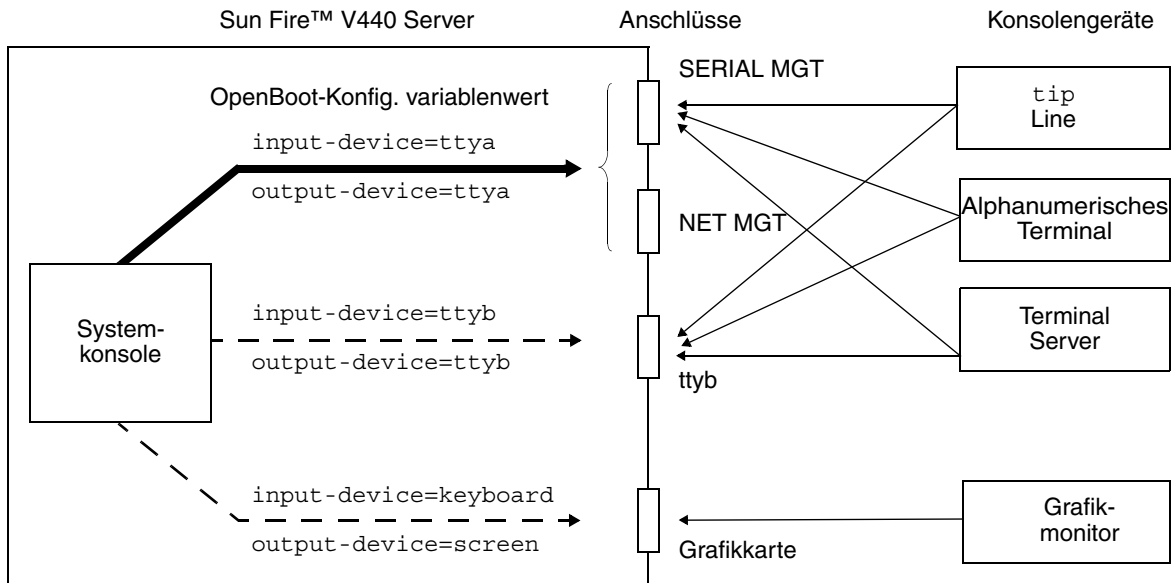 Sun Fire™ V440 Server
Anschlüsse
Konsolengeräte
SERIAL MGT
OpenBoot-Konfig. variablenwert
input-device=ttya
output-device=ttya
NET MGT
tip
Line
Alphanumerisches
Terminal
System-
konsole
input-device=ttyb
output-device=ttyb
ttyb
Terminal
Server
input-device=keyboard
output-device=screen
Grafikkarte
Grafik-
monitor